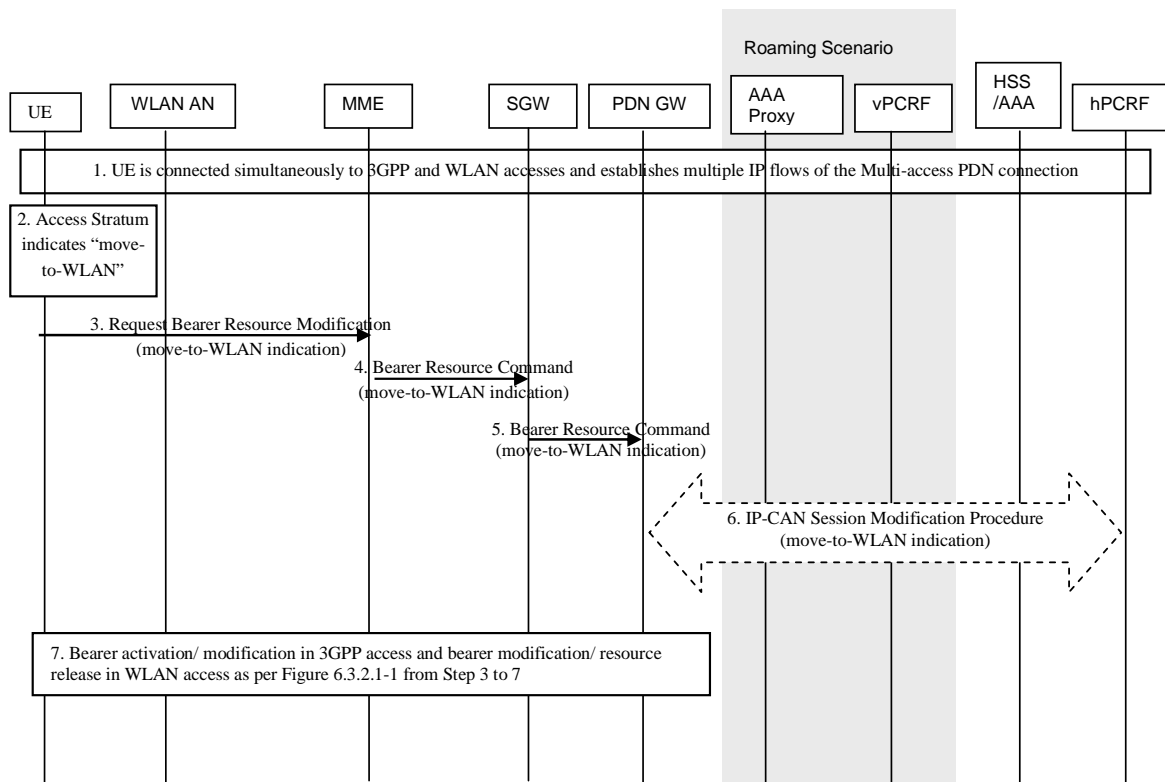 Roaming Scenario
UE
WLAN AN
MME
SGW
PDN GW
AAA
Proxy
vPCRF
HSS
/AAA
hPCRF
1. UE is connected simultaneously to 3GPP and WLAN accesses and establishes multiple IP flows of the Multi-access PDN connection
2. Access Stratum
indicates “move-
to-WLAN”
3. Request Bearer Resource Modification
(move-to-WLAN indication)
4. Bearer Resource Command
(move-to-WLAN indication)
5. Bearer Resource Command
(move-to-WLAN indication)
6. IP-CAN Session Modification Procedure
(move-to-WLAN indication)
7. Bearer activation/ modification in 3GPP access and bearer modification/ resource
release in WLAN access as per Figure 6.3.2.1-1 from Step 3 to 7